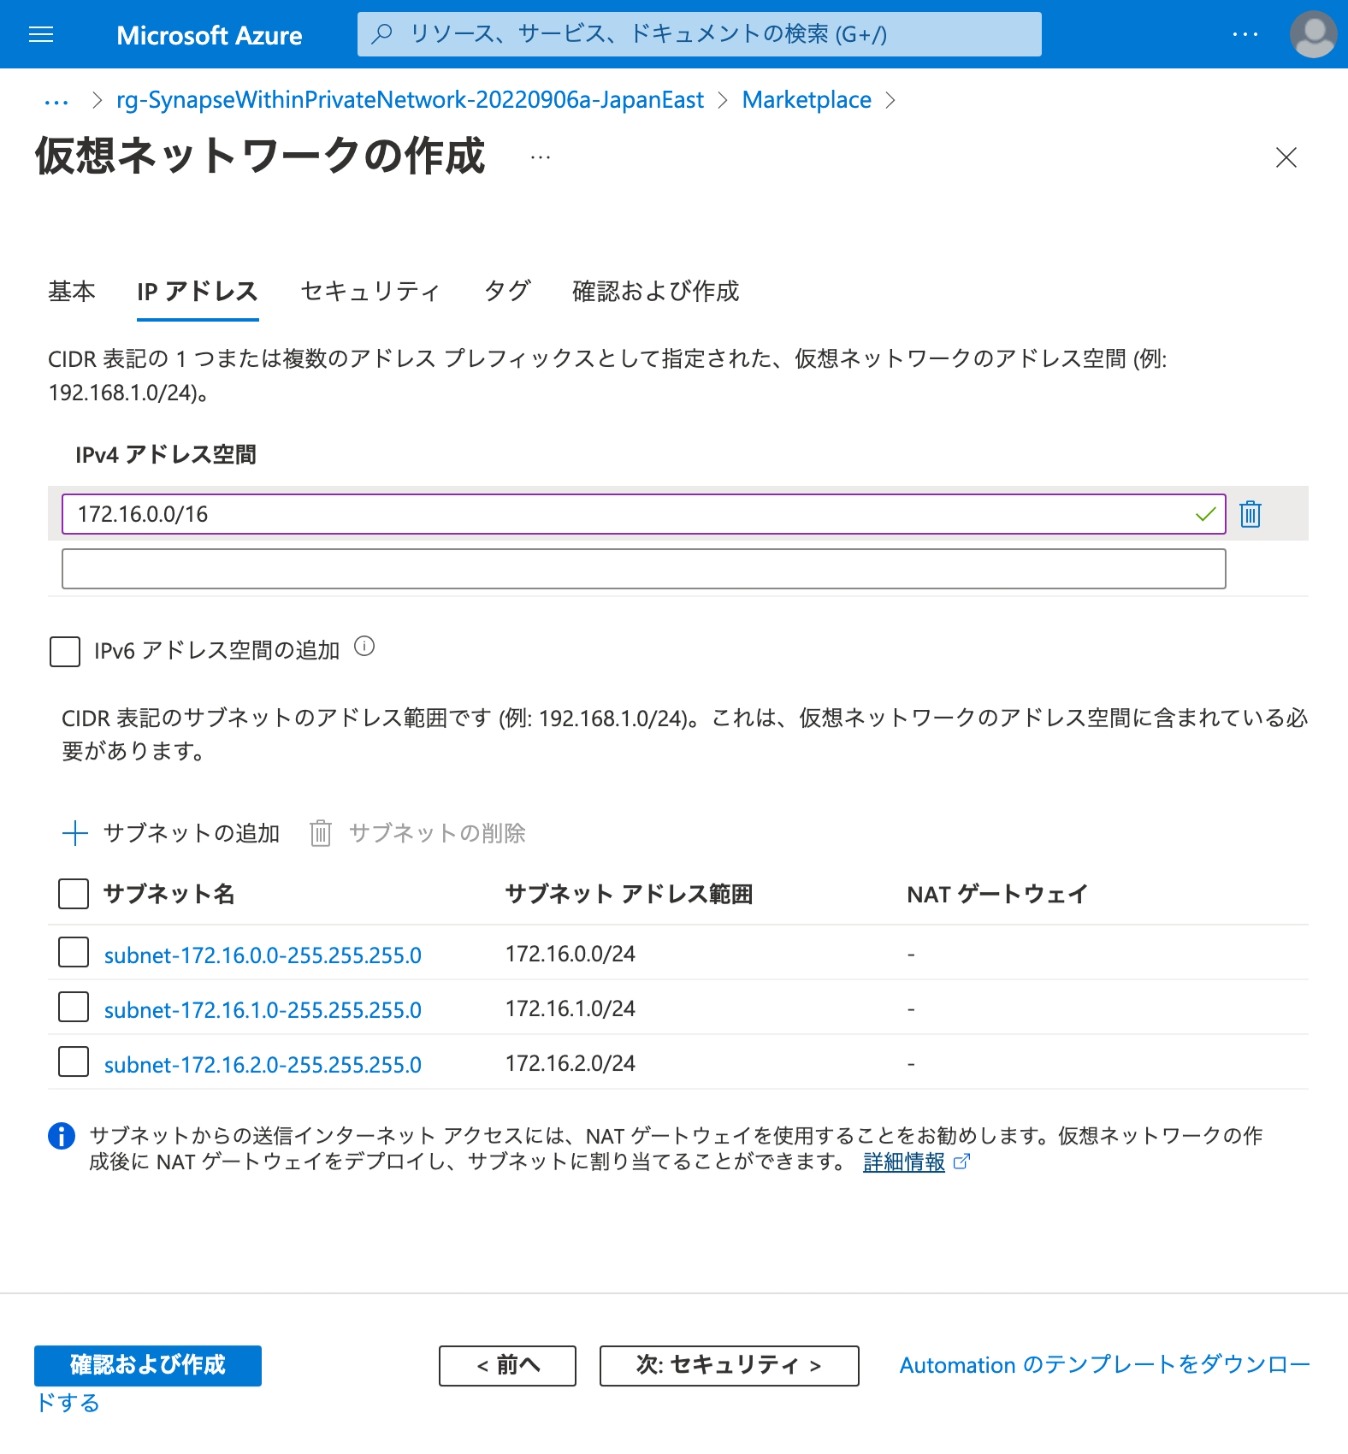 Microsoft Azure
リソース、サービス、ドキュメントの検索 (G+/)
…
… > rg-SynapseWithinPrivateNetwork-20220906a-JapanEast > Marketplace >
仮想ネットワークの作成 …
基本 IP アドレス セキュリティ タグ 確認および作成
CIDR 表記の 1 つまたは複数のアドレス プレフィックスとして指定された、仮想ネットワークのアドレス空間 (例:
192.168.1.0/24)。
IPv4 アドレス空間
172.16.0.0/16
IPv6 アドレス空間の追加
CIDR 表記のサブネットのアドレス範囲です (例: 192.168.1.0/24)。これは、仮想ネットワークのアドレス空間に含まれている必
要があります。
サブネットの追加 サブネットの削除
サブネット名 サブネット アドレス範囲 NAT ゲートウェイ
subnet-172.16.0.0-255.255.255.0 172.16.0.0/24 -
subnet-172.16.1.0-255.255.255.0 172.16.1.0/24 -
subnet-172.16.2.0-255.255.255.0 172.16.2.0/24 -
サブネットからの送信インターネット アクセスには、NAT ゲートウェイを使用することをお勧めします。仮想ネットワークの作
成後に NAT ゲートウェイをデプロイし、サブネットに割り当てることができます。 詳細情報
確認および作成 < 前へ 次: セキュリティ > Automation のテンプレートをダウンロー
ドする